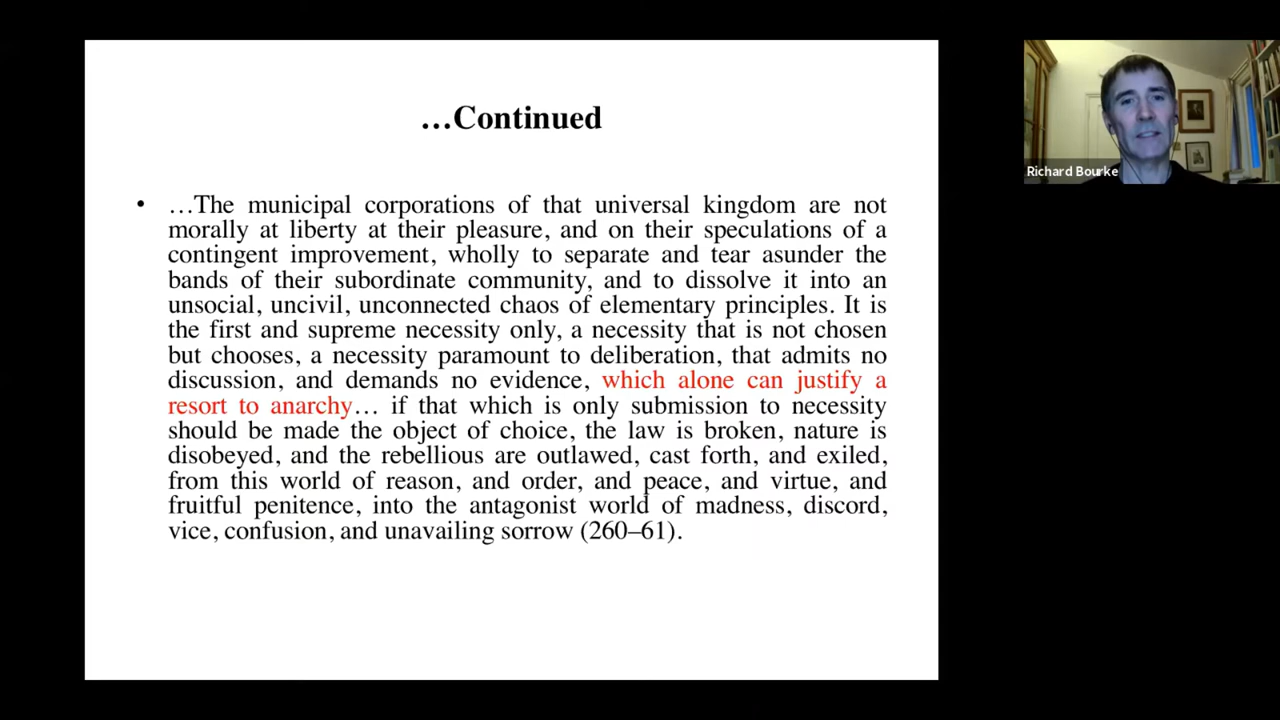 …Continued
• …The municipal corporations of that universal kingdom are not
morally at liberty at their pleasure, and on their speculations of a
contingent improvement, wholly to separate and tear asunder the
bands of their subordinate community, and to dissolve it into an
unsocial, uncivil, unconnected chaos of elementary principles. It is
the first and supreme necessity only, a necessity that is not chosen
but chooses, a necessity paramount to deliberation, that admits no
discussion, and demands no evidence, which alone can justify a
resort to anarchy… if that which is only submission to necessity
should be made the object of choice, the law is broken, nature is
disobeyed, and the rebellious are outlawed, cast forth, and exiled,
from this world of reason, and order, and peace, and virtue, and
fruitful penitence, into the antagonist world of madness, discord,
vice, confusion, and unavailing sorrow (260–61).
Richard Bourke